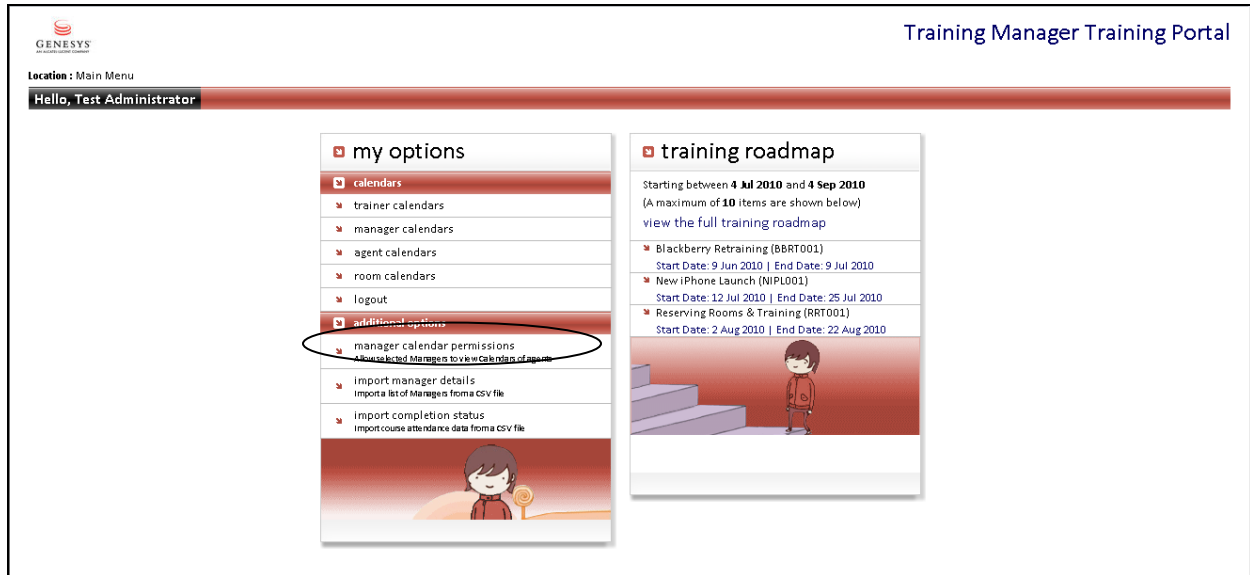 GENESYS
AN ALCATEL-LUCENT COMPANY
Training Manager Training Portal
Location : Main Menu
Hello, Test Administrator
my options
calendars
trainer calendars
manager calendars
agent calendars
room calendars
logout
additional options
manager calendar permissions
Allow selected Managers to view Calendars of agents
import manager details
Import a list of Managers from a CSV file
import completion status
Import course attendance data from a CSV file
training roadmap
Starting between 4 Jul 2010 and 4 Sep 2010
(A maximum of 10 items are shown below)
view the full training roadmap
Blackberry Retraining (BBRT001)
Start Date: 9 Jun 2010 | End Date: 9 Jul 2010
New iPhone Launch (NIPL001)
Start Date: 12 Jul 2010 | End Date: 25 Jul 2010
Reserving Rooms & Training (RRT001)
Start Date: 2 Aug 2010 | End Date: 22 Aug 2010